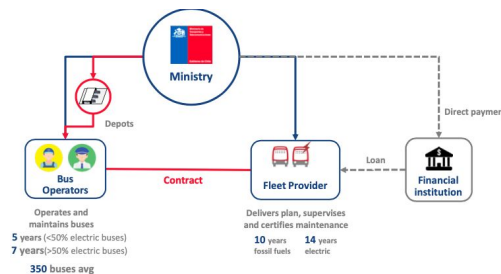 Ministry
Depots
Direct paymen
Loan
Bus
Operators
Contract
Fleet Provider
Financial
institution
Operates and
maintains buses
5 years (<50% electric buses)
7 years(>50% electric buses)
350 buses avg
Delivers plan, supervises
and certifies maintenance
10 years
fossil fuels
14 years
electric